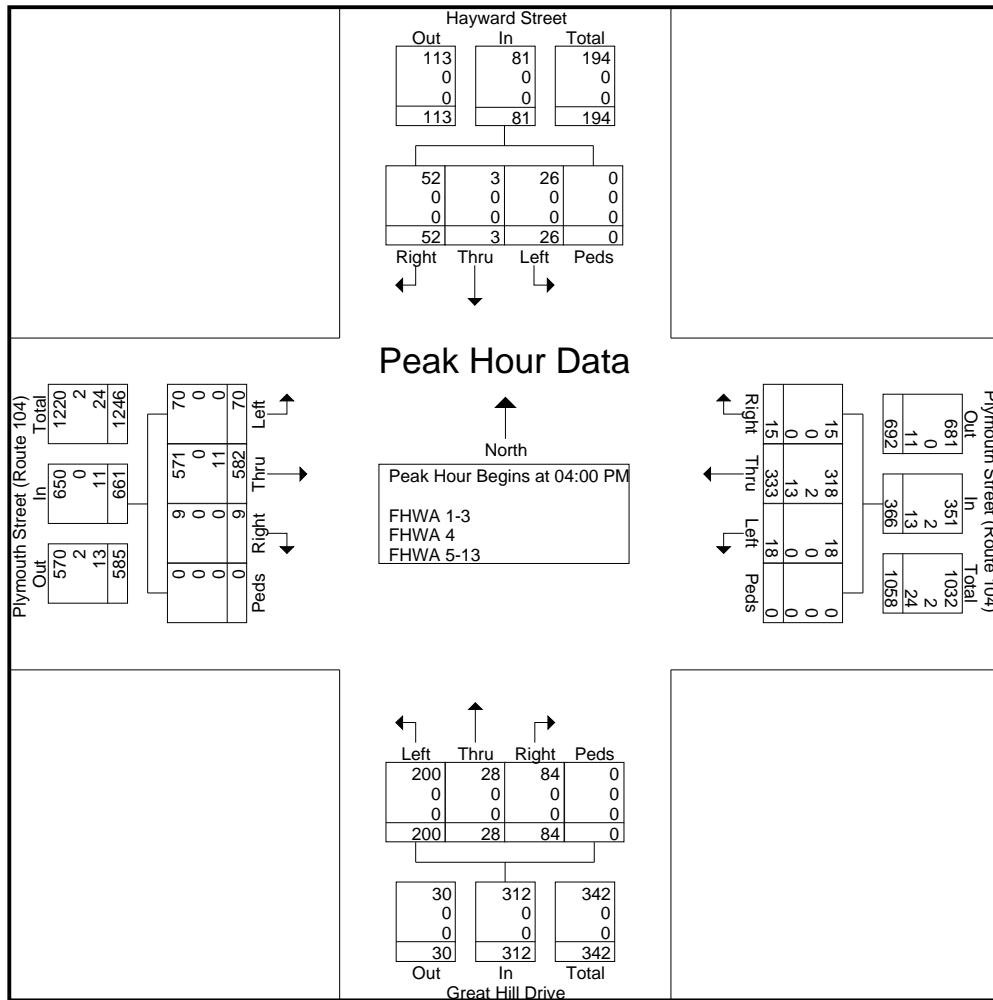 Hayward Street
Out In Total
113 81 194
0 0 0
0 0 0
113 81 194
52 3 26 0
0 0 0 0
0 0 0 0
52 3 26 0
Right Thru Left Peds
Peak Hour Data
North
Peak Hour Begins at 04:00 PM
FHWA 1-3
FHWA 4
FHWA 5-13
Plymouth Street (Route 104)
Out In Total
570 650 1220
2 0 2
13 11 24
585 661 1246
Peds Right Thru Left
0 9 571 70
0 0 0 0
0 0 11 0
0 9 582 70
Plymouth Street (Route 104)
Out In Total
681 351 1032
0 2 2
11 13 24
692 366 1058
Right Thru Left Peds
15 318 18 0
0 2 0 0
0 13 0 0
15 333 18 0
Left Thru Right Peds
200 28 84 0
0 0 0 0
0 0 0 0
200 28 84 0
30 312 342
0 0 0
0 0 0
30 312 342
Out In Total
Great Hill Drive